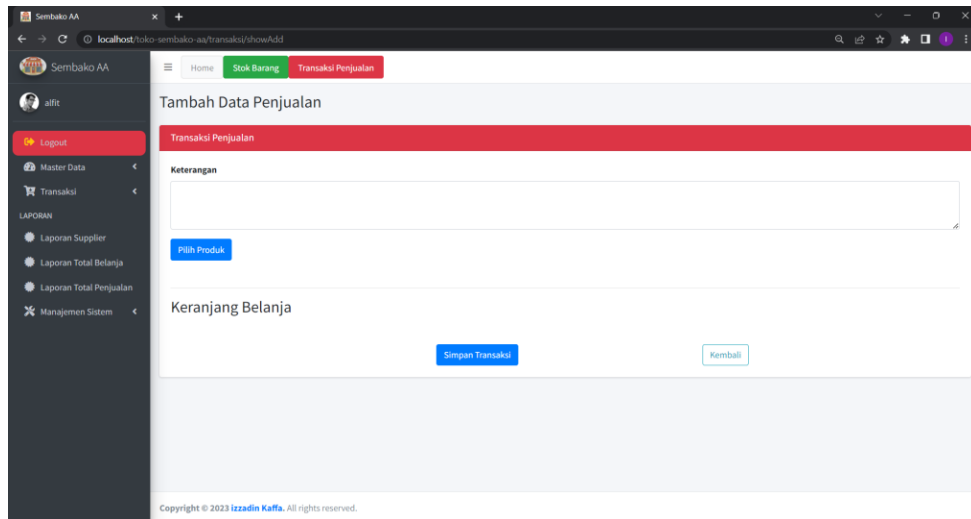 Sembako AA
localhost/toko-sembako-aa/transaksi/showAdd
I
Sembako AA
Home Stok Barang Transaksi Penjualan
alfit
Tambah Data Penjualan
Logout
Master Data
Transaksi
LAPORAN
Laporan Supplier
Laporan Total Belanja
Laporan Total Penjualan
Manajemen Sistem
Transaksi Penjualan
Keterangan
Pilih Produk
Keranjang Belanja
Simpan Transaksi Kembali
Copyright © 2023 izzadin Kaffa. All rights reserved.